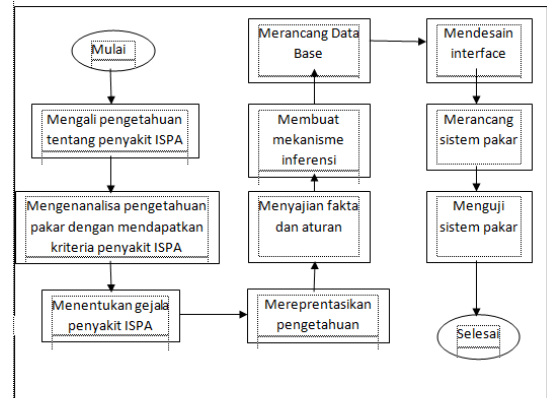 Mulai
Mengali pengetahuan
tentang penyakit ISPA
Mengenanalisa pengetahuan
pakar dengan mendapatkan
kriteria penyakit ISPA
Menentukan gejala
penyakit ISPA
Mereprentasikan
pengetahuan
Menyajian fakta
dan aturan
Membuat
mekanisme
inferensi
Merancang Data
Base
Mendesain
interface
Merancang
sistem pakar
Menguji
sistem pakar
Selesai